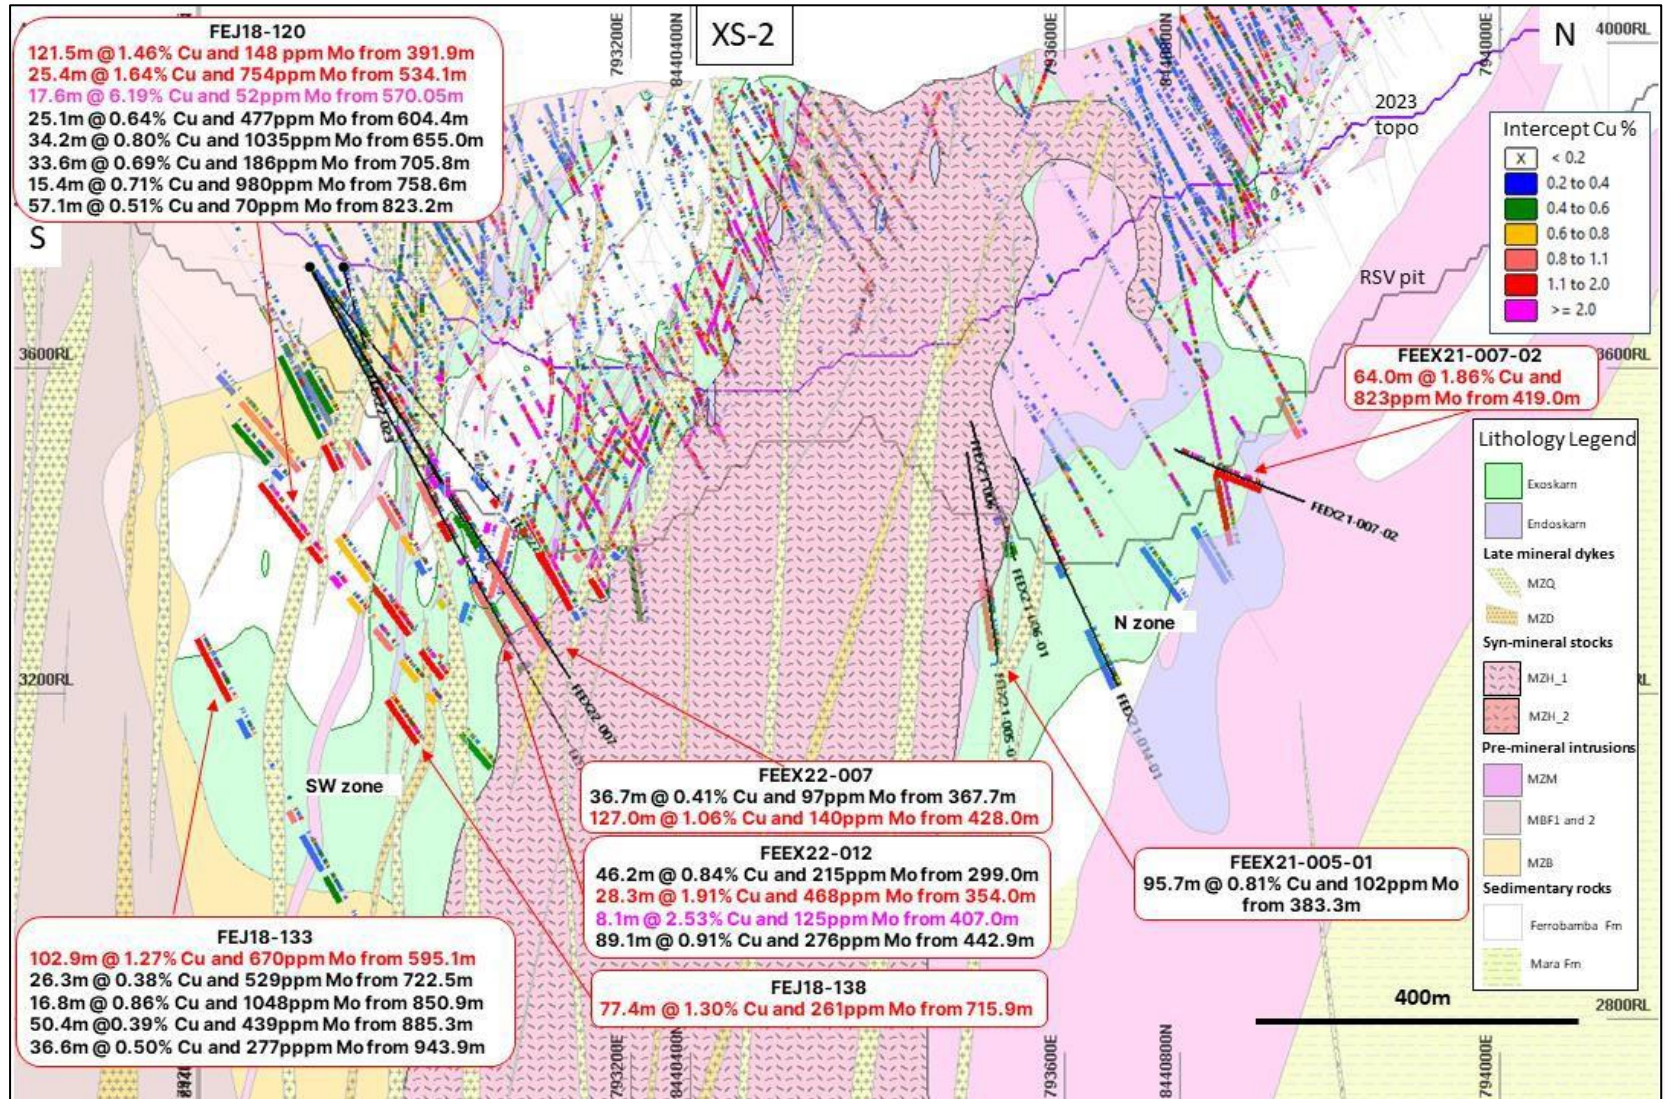 FEJ18-120
121.5m @1.46% Cu and 148 ppm Mo from 391.9m
25.4m @ 1.64% Cu and 754ppm Mo from 534.1m
17.6m @ 6.19% Cu and 52ppm Mo from 570.05m
25.1m @ 0.64% Cu and 477ppm Mo from 604.4m
34.2m @ 0.80% Cu and 1035ppm Mo from 655.0m
33.6m @ 0.69% Cu and 186ppm Mo from 705.8m
15.4m @ 0.71% Cu and 980ppm Mo from 758.6m
57.1m @ 0.51% Cu and 70ppm Mo from 823.2m
793200E
8440400N
XS-2
793600E
8440800N
794000E
N
4000RL
S
2023
topo
Intercept Cu %
X < 0.2
0.2 to 0.4
0.4 to 0.6
0.6 to 0.8
0.8 to 1.1
1.1 to 2.0
>= 2.0
RSV pit
3600RL
3600RL
FEEX21-007-02
64.0m @ 1.86% Cu and
823ppm Mo from 419.0m
Lithology Legend
Exoskarn
Endoskarn
Late mineral dykes
MZQ
MZD
Syn-mineral stocks
MZH_1
MZH_2
Pre-mineral intrusions
MZM
MBF1 and 2
MZB
Sedimentary rocks
Ferrobamba Fm
Mara Fm
FEEX21-006
FEEX21-006-01
FEEX21-007-02
N zone
3200RL
RL
FEEX22-007
FEEX21-014-01
SW zone
FEEX22-007
36.7m @ 0.41% Cu and 97ppm Mo from 367.7m
127.0m @ 1.06% Cu and 140ppm Mo from 428.0m
FEEX22-012
46.2m @ 0.84% Cu and 215ppm Mo from 299.0m
28.3m @ 1.91% Cu and 468ppm Mo from 354.0m
8.1m @ 2.53% Cu and 125ppm Mo from 407.0m
89.1m @ 0.91% Cu and 276ppm Mo from 442.9m
FEEX21-005-01
95.7m @ 0.81% Cu and 102ppm Mo
from 383.3m
FEJ18-133
102.9m @ 1.27% Cu and 670ppm Mo from 595.1m
26.3m @ 0.38% Cu and 529ppm Mo from 722.5m
16.8m @ 0.86% Cu and 1048ppm Mo from 850.9m
50.4m @0.39% Cu and 439ppm Mo from 885.3m
36.6m @ 0.50% Cu and 277pppm Mo from 943.9m
FEJ18-138
77.4m @ 1.30% Cu and 261ppm Mo from 715.9m
400m
2800RL
793200E
8440400N
793600E
8440800N
794000E